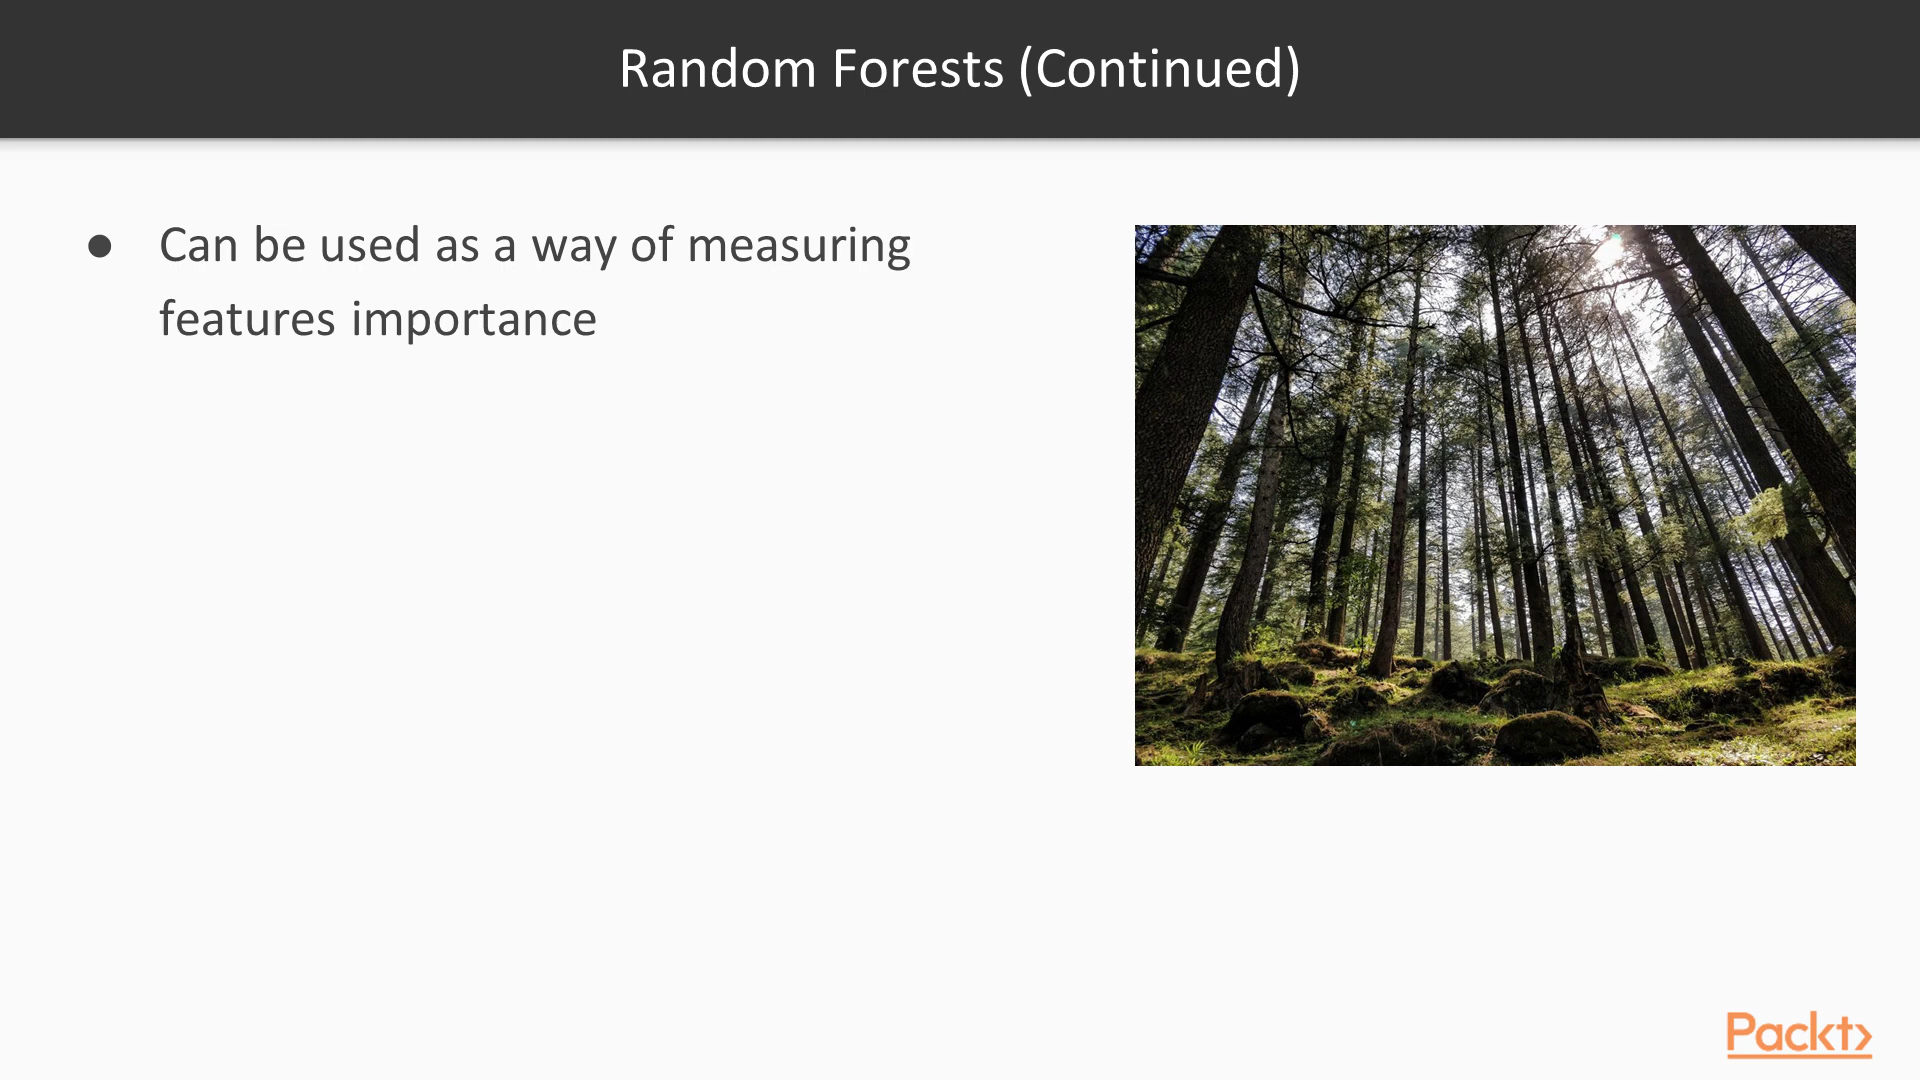 Random Forests (Continued)
● Can be used as a way of measuring
features importance
Packt>